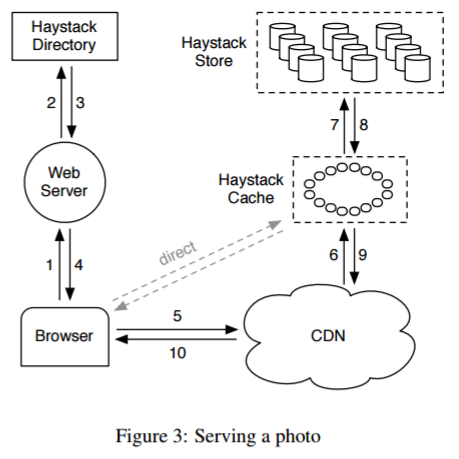 Haystack
Directory
Haystack
Store
2
3
7
8
Web
Server
Haystack
Cache
direct
1
4
6
9
Browser
5
10
CDN
Figure 3: Serving a photo